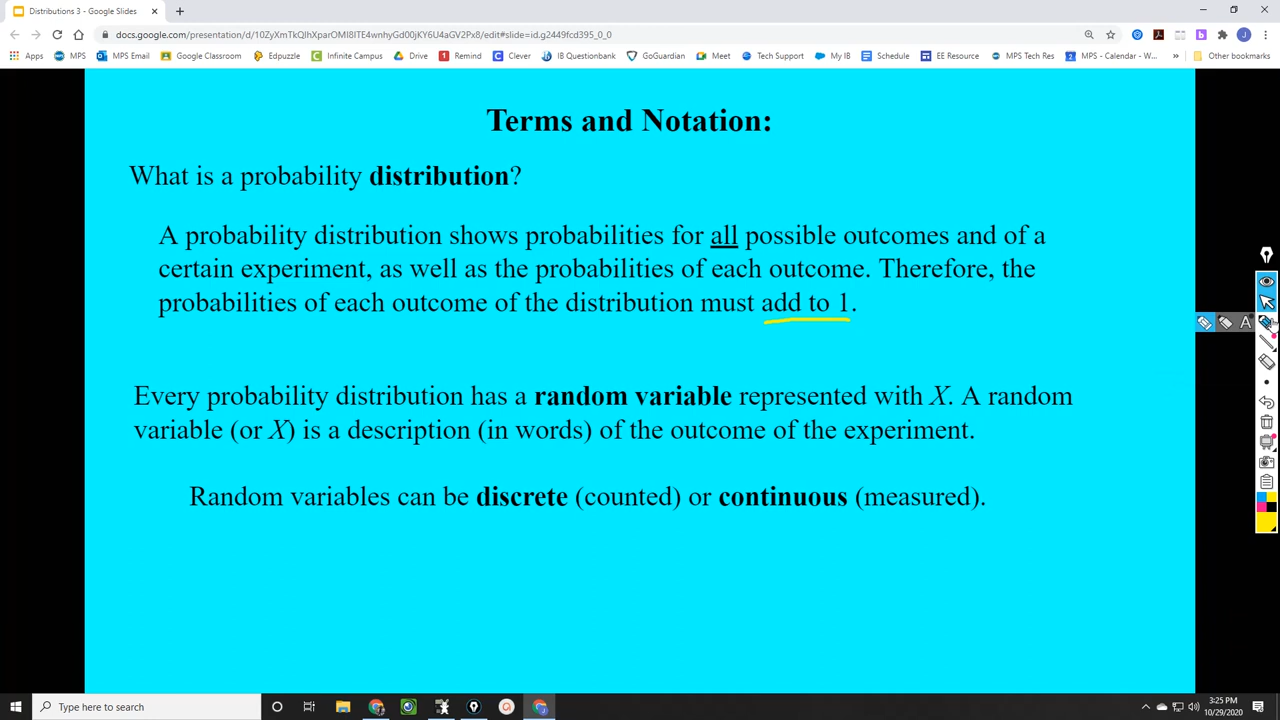 Distributions 3 - Google Slides
docs.google.com/presentation/d/10ZyXmTkQlhXparOMI8lTE4wnhyGd00jKY6U4aGV2Px8/edit#slide=id.g2449fcd395_0_0
Apps MPS MPS Email Google Classroom Edpuzzle Infinite Campus Drive Remind Clever IB Questionbank GoGuardian Meet Tech Support My IB Schedule EE Resource MPS Tech Res MPS - Calendar - W... » Other bookmarks
Terms and Notation:
What is a probability distribution?
A probability distribution shows probabilities for all possible outcomes and of a
certain experiment, as well as the probabilities of each outcome. Therefore, the
probabilities of each outcome of the distribution must add to 1.
Every probability distribution has a random variable represented with X. A random
variable (or X) is a description (in words) of the outcome of the experiment.
Random variables can be discrete (counted) or continuous (measured).
A
Type here to search
3:25 PM
10/29/2020